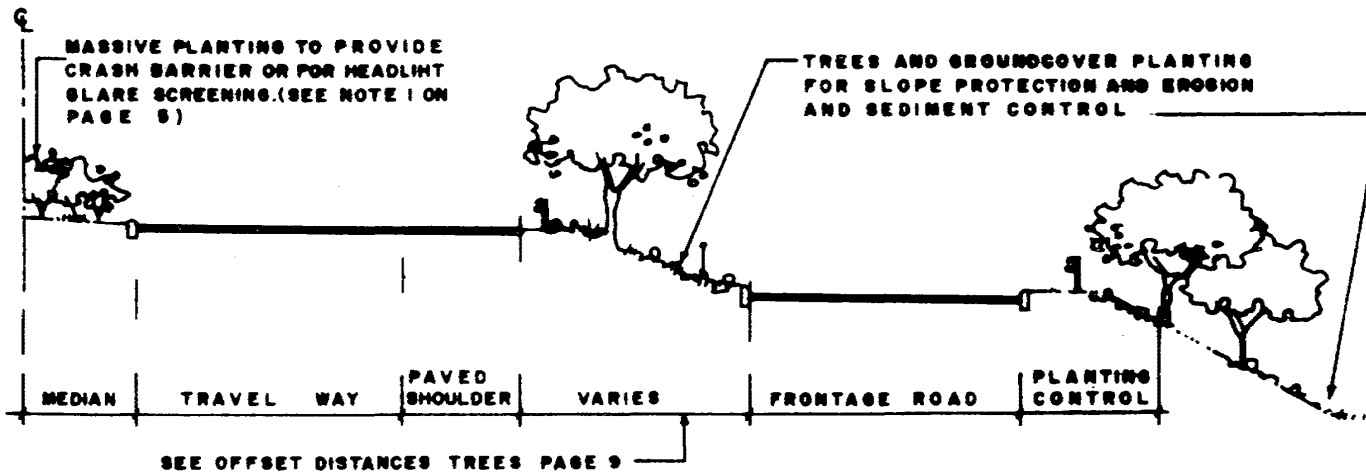 ℄
MASSIVE PLANTING TO PROVIDE
CRASH BARRIER OR FOR HEADLIHT
GLARE SCREENING.(SEE NOTE 1 ON
PAGE 5)
TREES AND GROUNDCOVER PLANTING
FOR SLOPE PROTECTION AND EROSION
AND SEDIMENT CONTROL
MEDIAN
TRAVEL WAY
PAVED
SHOULDER
VARIES
FRONTAGE ROAD
PLANTING
CONTROL
SEE OFFSET DISTANCES TREES PAGE 9